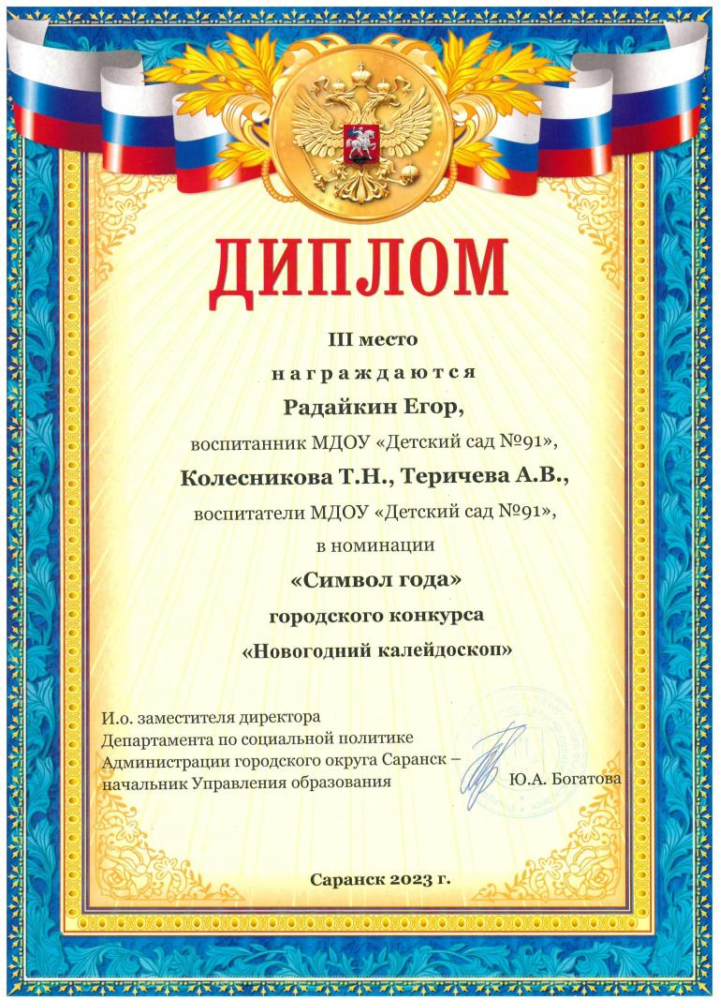 ДИПЛОМ
III место
награждаются
Радайкин Егор,
воспитанник МДОУ «Детский сад №91»,
Колесникова Т.Н., Теричева А.В.,
воспитатели МДОУ «Детский сад №91»,
в номинации
«Символ года»
городского конкурса
«Новогодний калейдоскоп»
И.о. заместителя директора
Департамента по социальной политике
Администрации городского округа Саранск –
начальник Управления образования
Ю.А. Богатова
Саранск 2023 г.